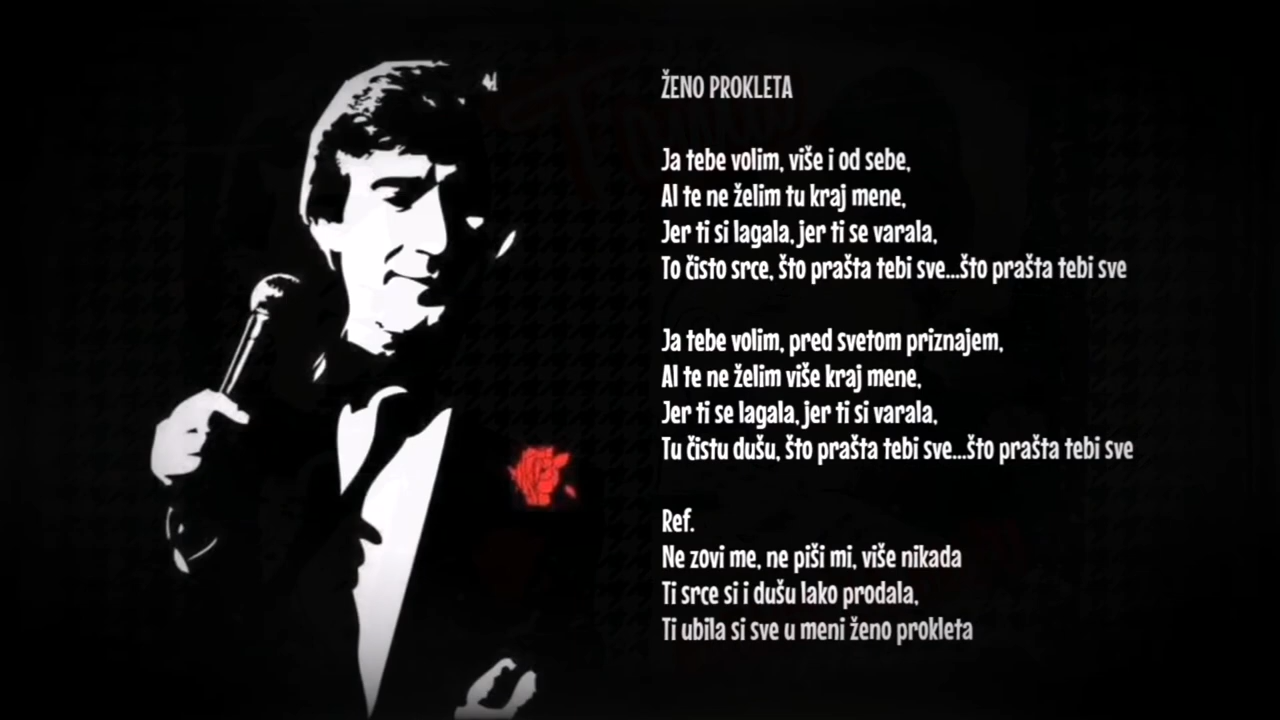 ŽENO PROKLETA
Ja tebe volim, više i od sebe,
Al te ne želim tu kraj mene,
Jer ti si lagala, jer ti se varala,
To čisto srce, što prašta tebi sve...što prašta tebi sve
Ja tebe volim, pred svetom priznajem,
Al te ne želim više kraj mene,
Jer ti se lagala, jer ti si varala,
Tu čistu dušu, što prašta tebi sve...što prašta tebi sve
Ref.
Ne zovi me, ne piši mi, više nikada
Ti srce si i dušu lako prodala,
Ti ubila si sve u meni ženo prokleta